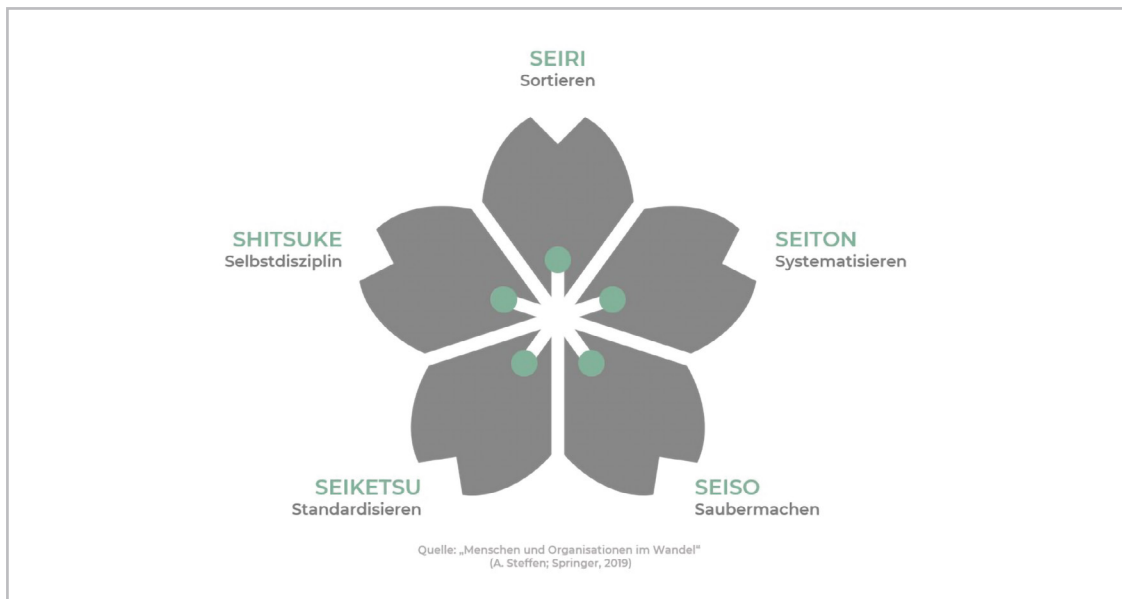 SEIRI
Sortieren
SEITON
Systematisieren
SEISO
Saubermachen
SEIKETSU
Standardisieren
SHITSUKE
Selbstdisziplin
Quelle: „Menschen und Organisationen im Wandel“
(A. Steffen; Springer, 2019)